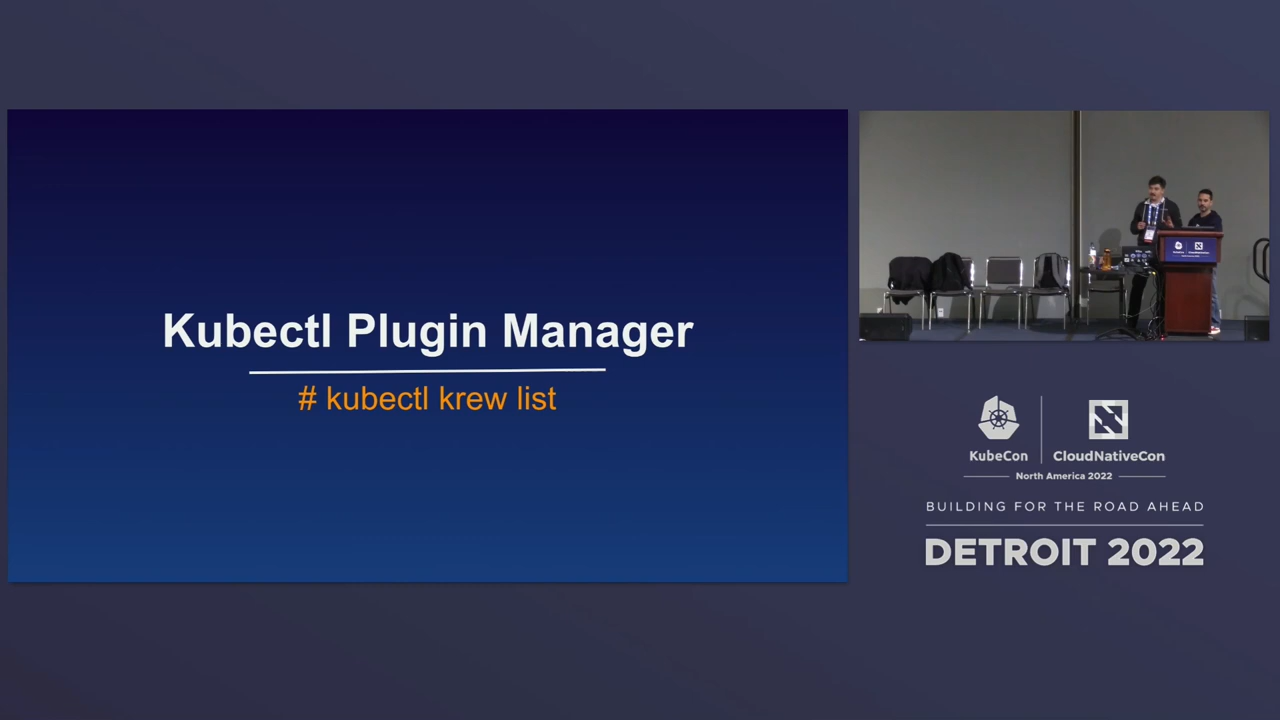 Kubectl Plugin Manager
# kubectl krew list
KubeCon
CloudNativeCon
North America 2022
BUILDING FOR THE ROAD AHEAD
DETROIT 2022